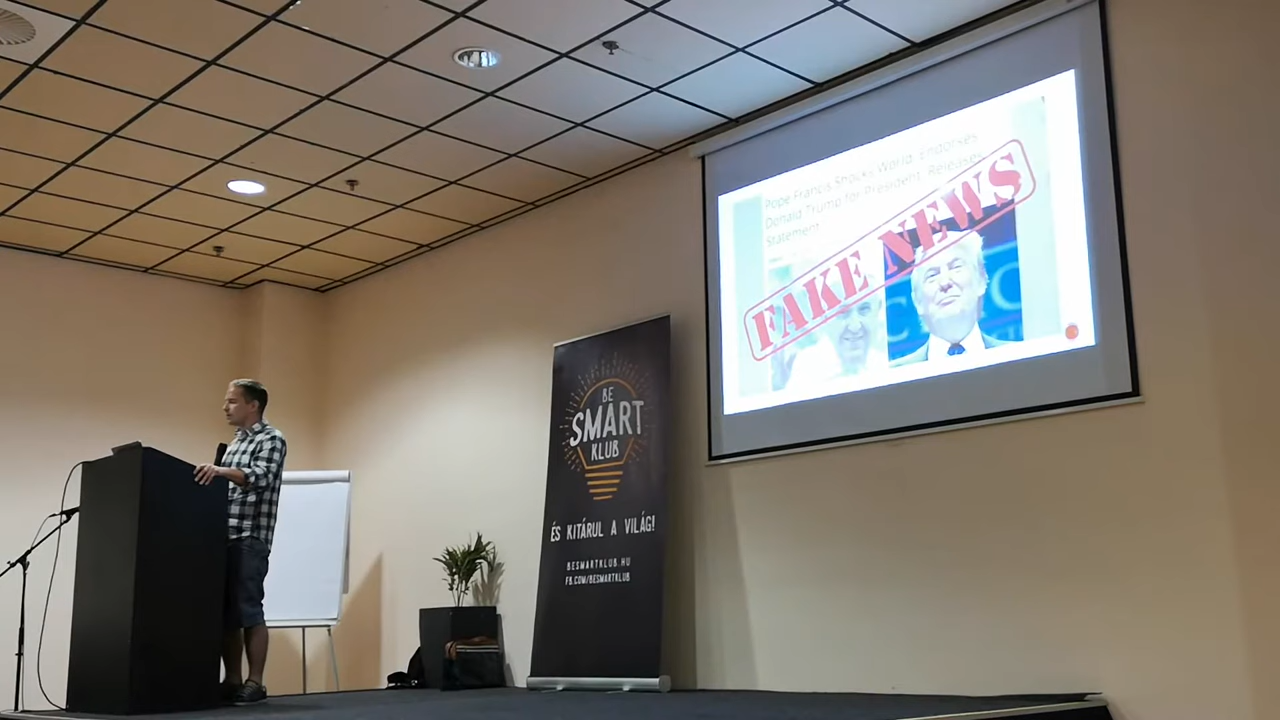 BE
SMART
KLUB
ÉS KITÁRUL A VILÁG!
BESMARTKLUB.HU
FB.COM/BESMARTKLUB
Pope Francis Shocks World, Endorses
Donald Trump for President, Releases
Statement
FAKE NEWS